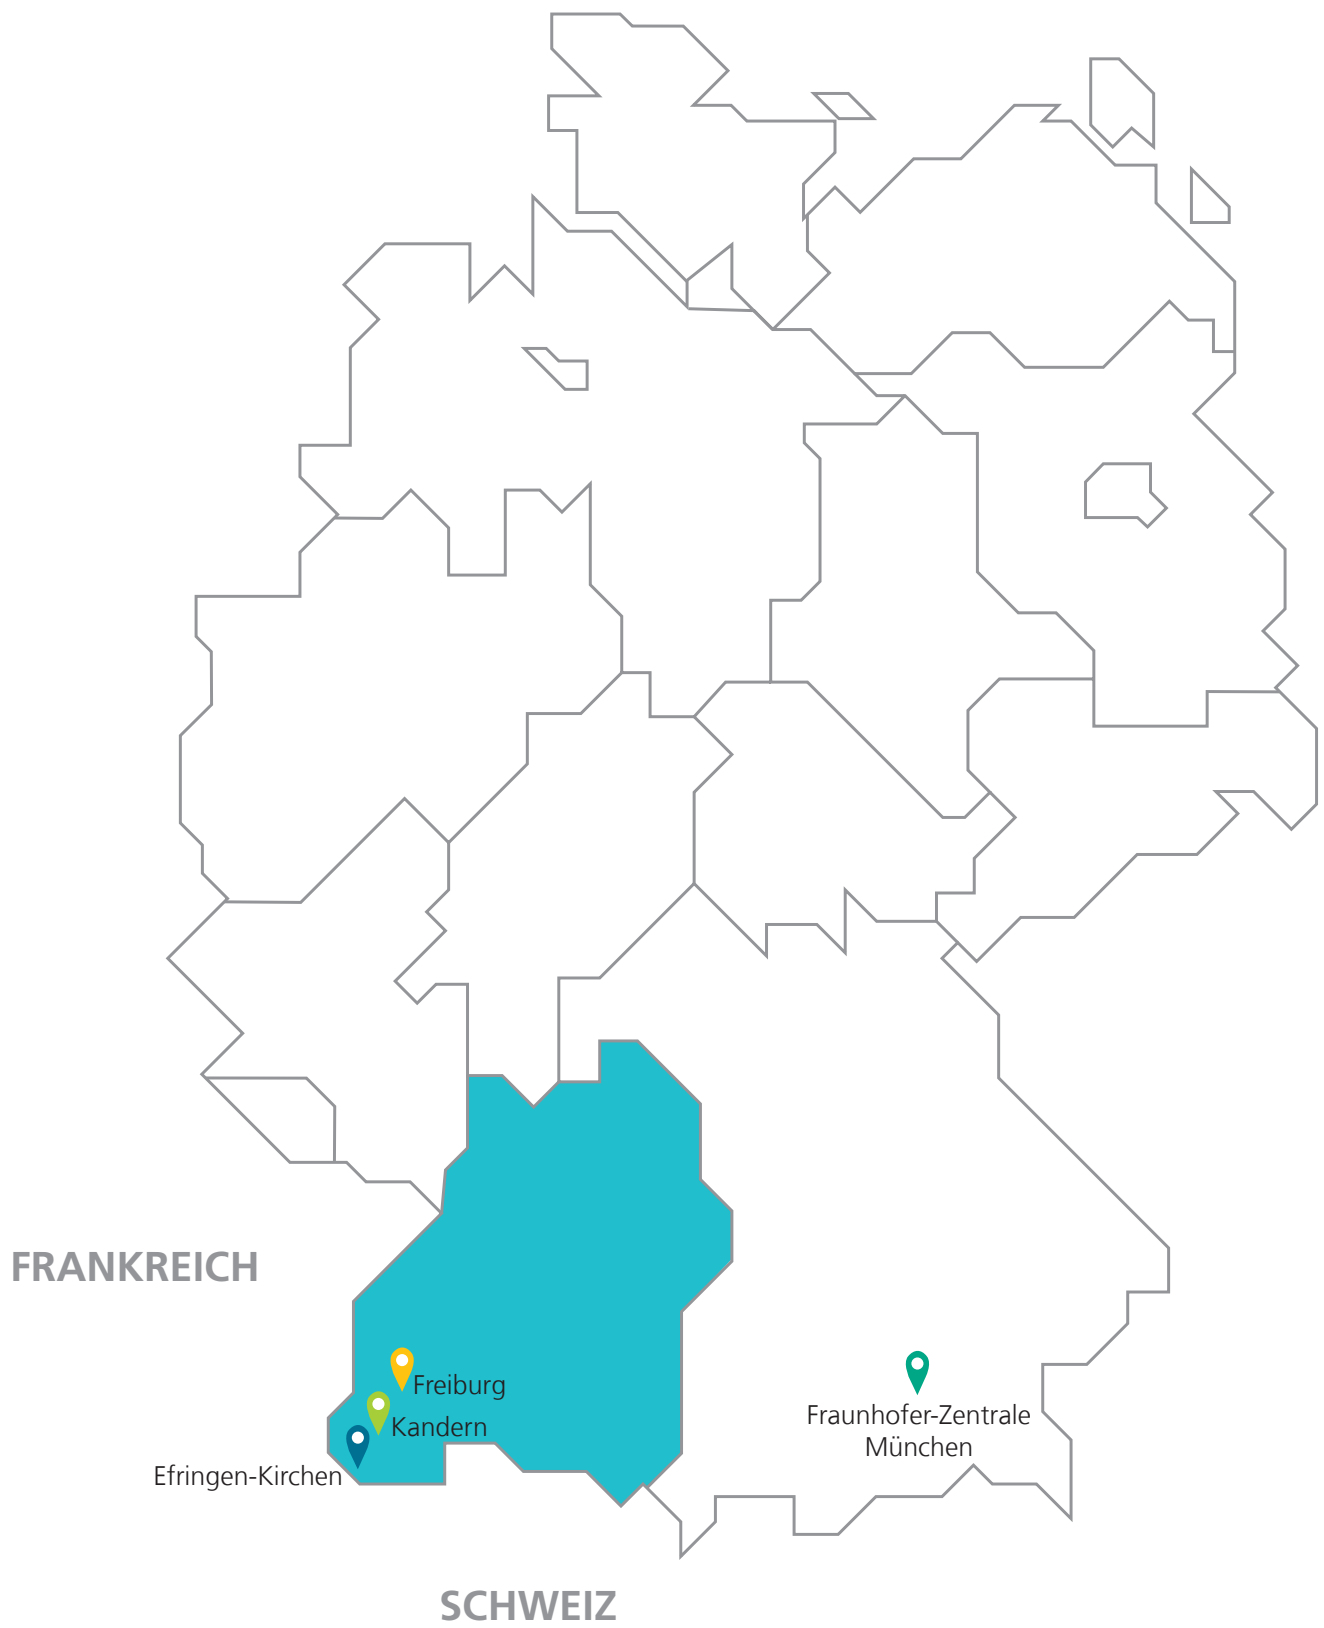 FRANKREICH
Freiburg
Kandern
Efringen-Kirchen
Fraunhofer-Zentrale
München
SCHWEIZ